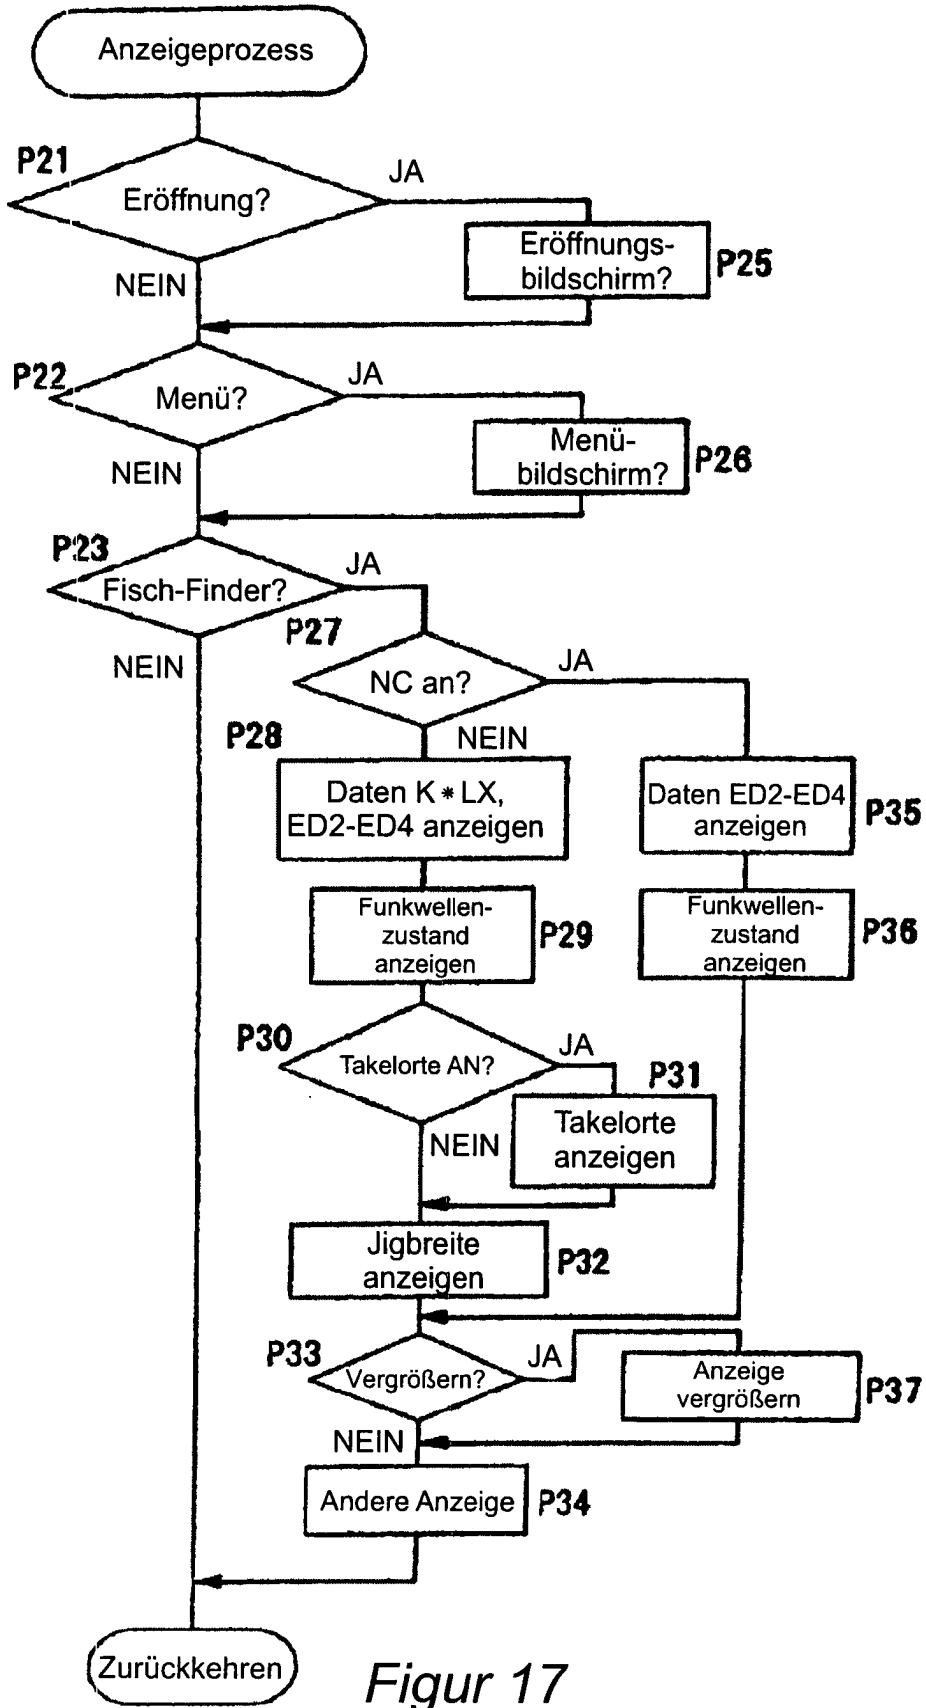 Anzeigeprozess
P21
JA
Eröffnung?
Eröffnungs-
bildschirm?
P25
NEIN
P22
JA
Menü?
Menü-
bildschirm?
P26
NEIN
P23
JA
Fisch-Finder?
P27
NEIN
JA
NC an?
P28
NEIN
Daten K * LX,
ED2-ED4 anzeigen
Daten ED2-ED4
anzeigen
P35
Funkwellen-
zustand
anzeigen
P29
Funkwellen-
zustand
anzeigen
P36
P30
JA
Takelorte AN?
P31
Takelorte
anzeigen
NEIN
Jigbreite
anzeigen
P32
P33
JA
Vergrößern?
Anzeige
vergrößern
P37
NEIN
Andere Anzeige
P34
Zurückkehren
Figur 17